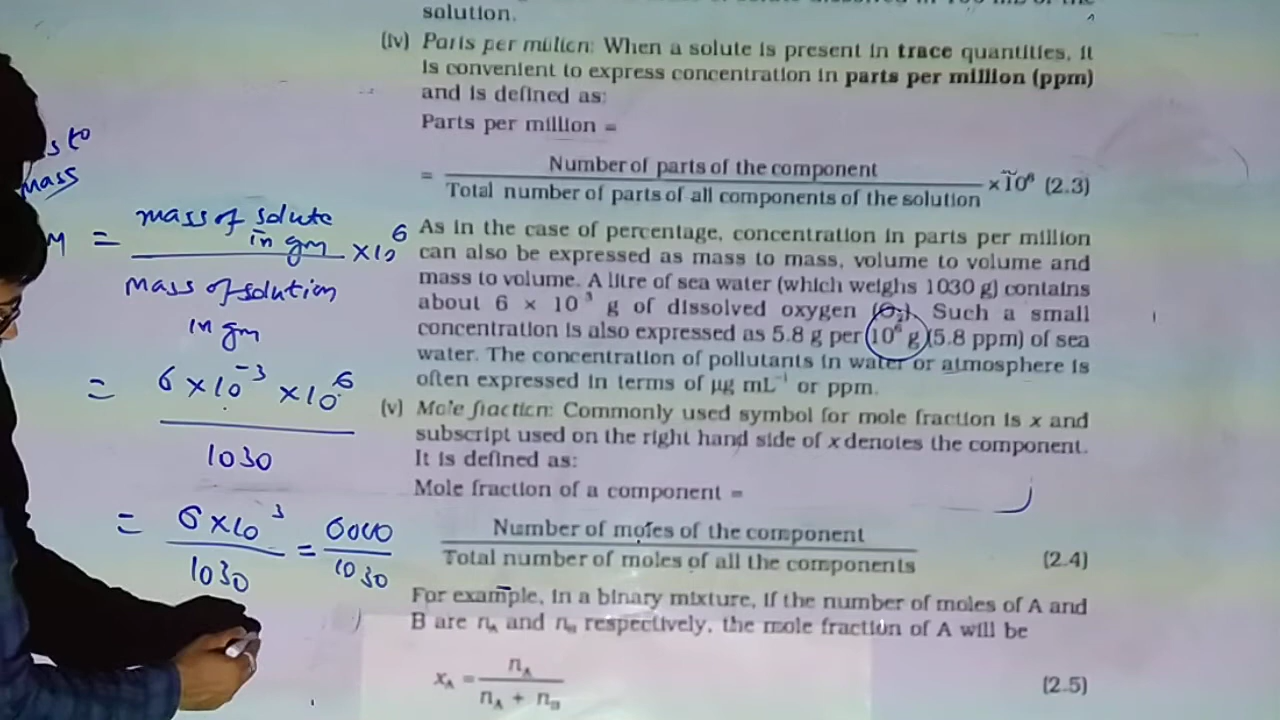 solution.
(iv) Parts per million: When a solute is present in trace quantities, it
is convenient to express concentration in parts per million (ppm)
and is defined as:
Parts per million =
= Number of parts of the component
Total number of parts of all components of the solution
×10⁶ (2.3)
As in the case of percentage, concentration in parts per million
can also be expressed as mass to mass, volume to volume and
mass to volume. A litre of sea water (which weighs 1030 g) contains
about 6 × 10 ³ g of dissolved oxygen (O₂). Such a small
concentration is also expressed as 5.8 g per 10⁶ g (5.8 ppm) of sea
water. The concentration of pollutants in water or atmosphere is
often expressed in terms of μg mL⁻¹ or ppm.
(v) Mole fraction: Commonly used symbol for mole fraction is x and
subscript used on the right hand side of x denotes the component.
It is defined as:
Mole fraction of a component =
Number of moles of the component
Total number of moles of all the components
(2.4)
For example, in a binary mixture, if the number of moles of A and
B are n_A and n_B respectively, the mole fraction of A will be
x_A = n_A
n_A + n_B
(2.5)
s to
mass
M = mass of solute
in gm ×10⁶
mass of solution
in gm
= 6×10⁻³ ×10⁶
1030
= 6×10³ = 6000
1030 1030